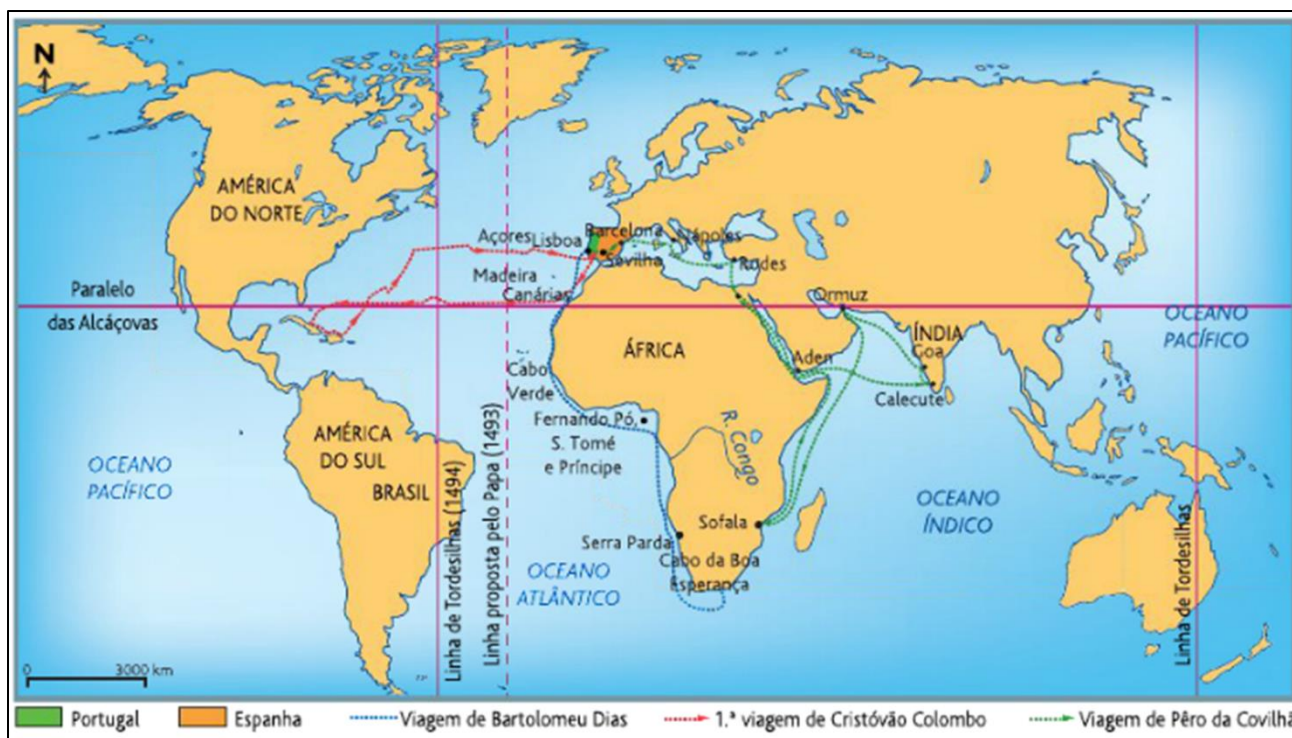 N
AMÉRICA
DO NORTE
Açores
Lisboa
Barcelona
Nápoles
Sevilha
Rodes
Madeira
Canárias
Paralelo
das Alcáçovas
Ormuz
OCEANO
PACÍFICO
ÁFRICA
ÍNDIA
Goa
Aden
Calecute
Cabo
Verde
Fernando Pó,
S. Tomé
e Príncipe
R. Congo
AMÉRICA
DO SUL
BRASIL
OCEANO
PACÍFICO
Linha de Tordesilhas (1494)
Linha proposta pelo Papa (1493)
OCEANO
ÍNDICO
Sofala
Serra Parda
Cabo da Boa
Esperança
OCEANO
ATLÂNTICO
Linha de Tordesilhas
0 3000 km
Portugal Espanha Viagem de Bartolomeu Dias 1.ª viagem de Cristóvão Colombo Viagem de Pêro da Covilhã